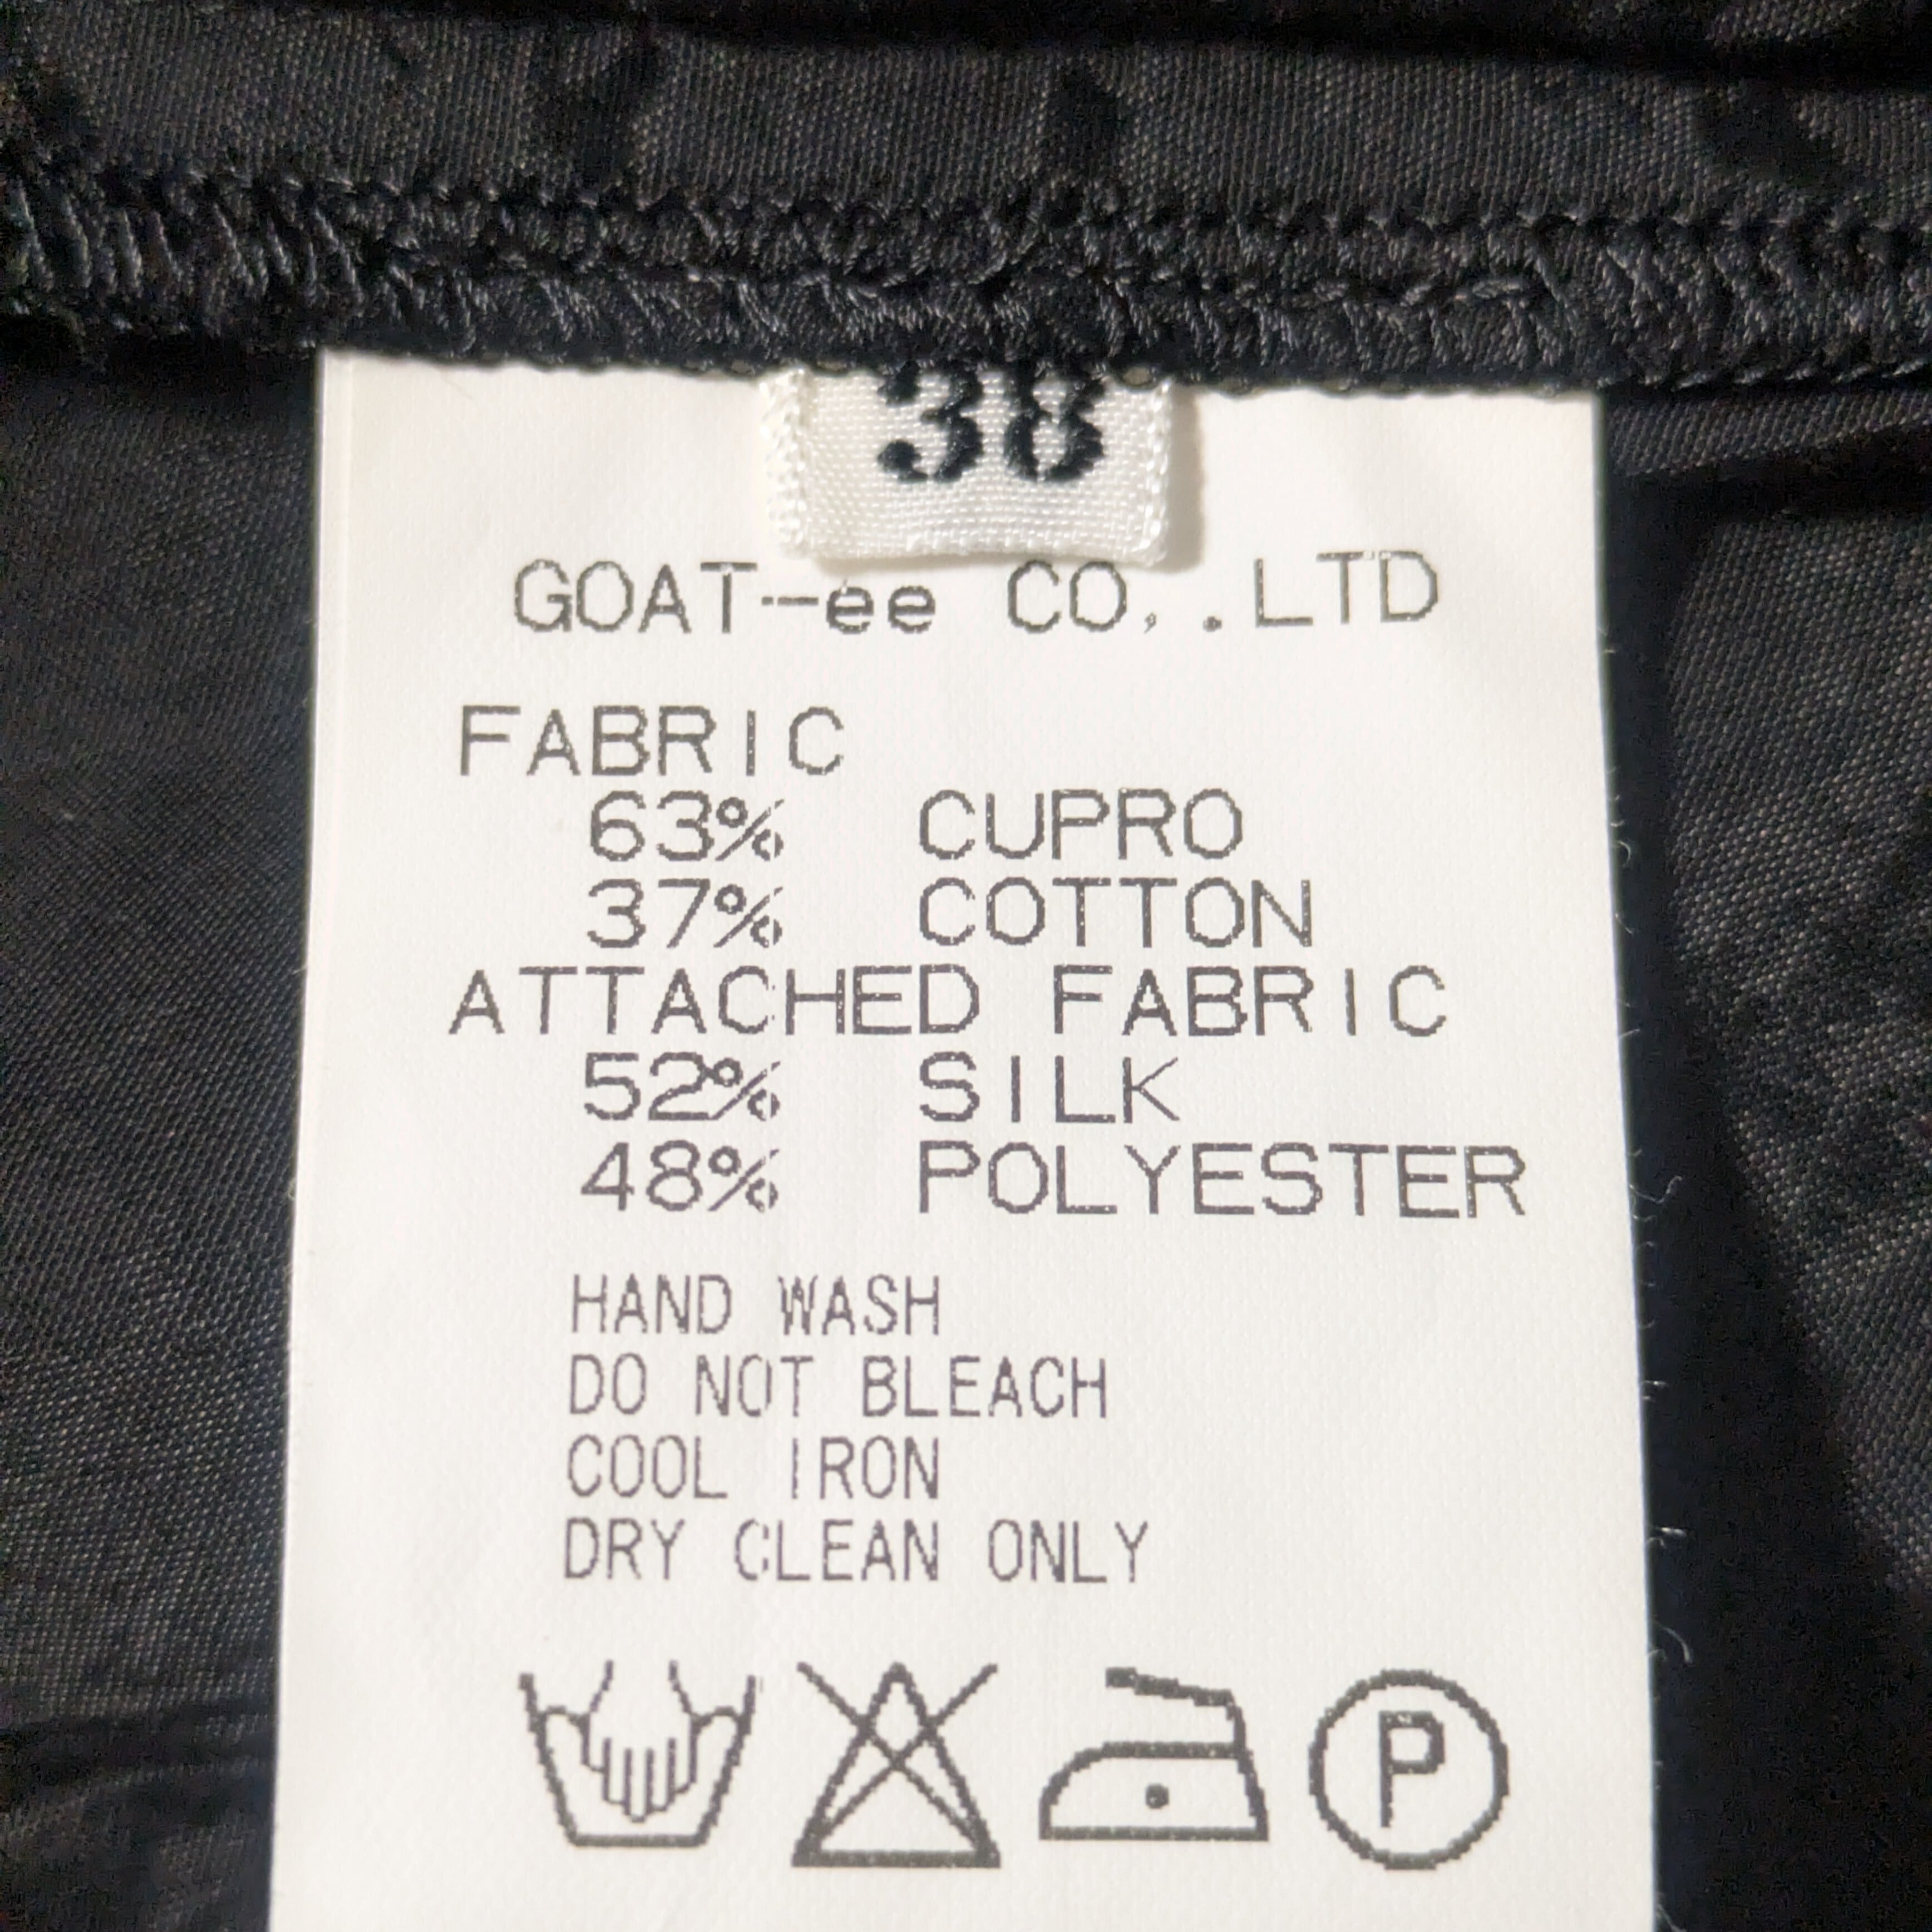 38
GOAT-ee CO,.LTD
FABRIC
63% CUPRO
37% COTTON
ATTACHED FABRIC
52% SILK
48% POLYESTER
HAND WASH
DO NOT BLEACH
COOL IRON
DRY CLEAN ONLY
P